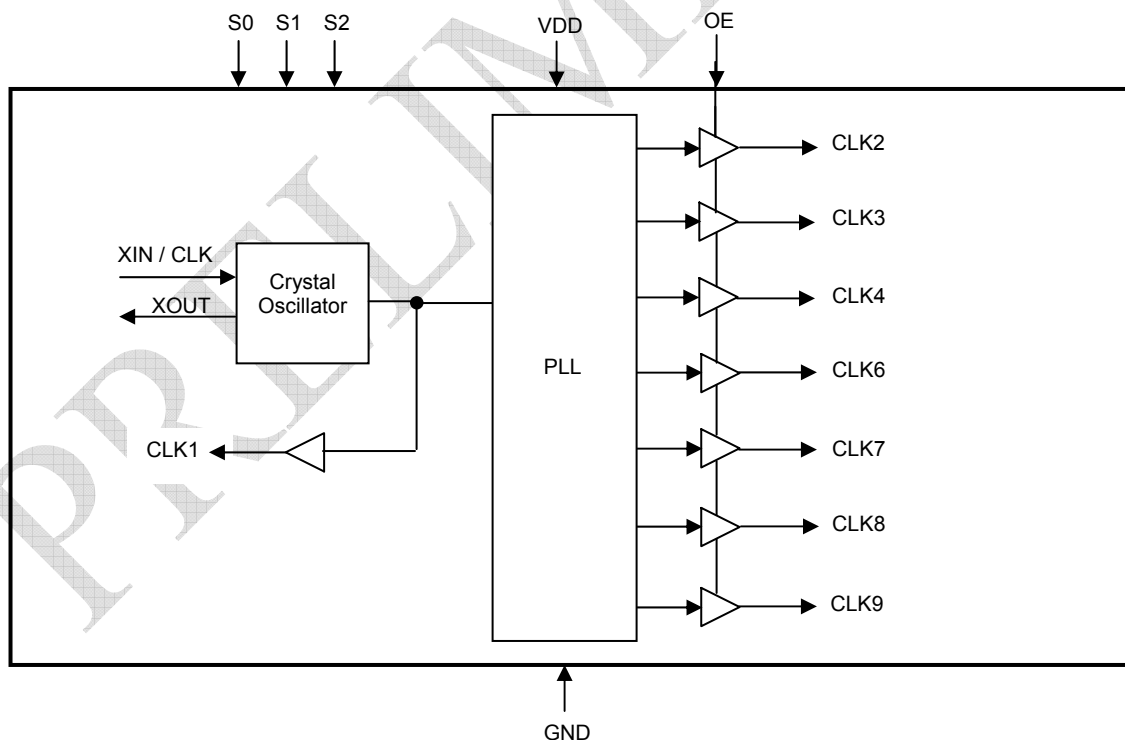 S0 S1 S2 VDD OE
CLK2
CLK3
XIN / CLK
Crystal
Oscillator
XOUT
CLK4
PLL
CLK6
CLK1
CLK7
CLK8
CLK9
GND
PRELIM